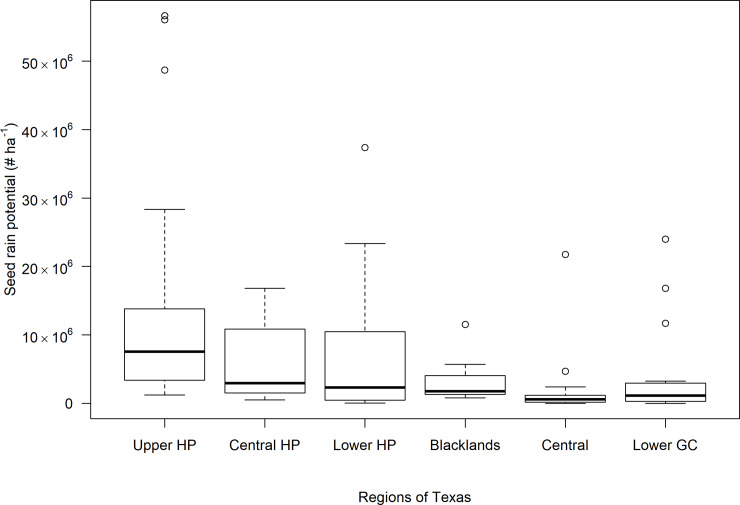 Seed rain potential (# ha⁻¹)
50 × 10⁶
40 × 10⁶
30 × 10⁶
20 × 10⁶
10 × 10⁶
0
Upper HP Central HP Lower HP Blacklands Central Lower GC
Regions of Texas